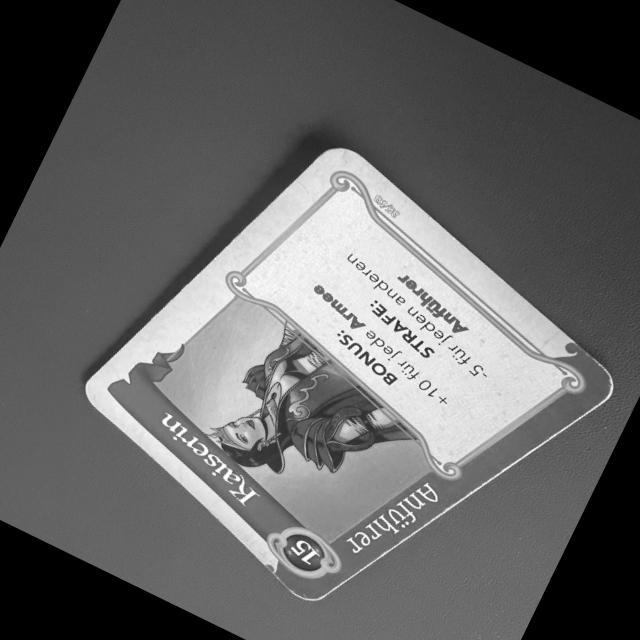 15
Kaiserin
Anführer
BONUS:
+10 für jede Armee
STRAFE:
-5 für jeden anderen
Anführer